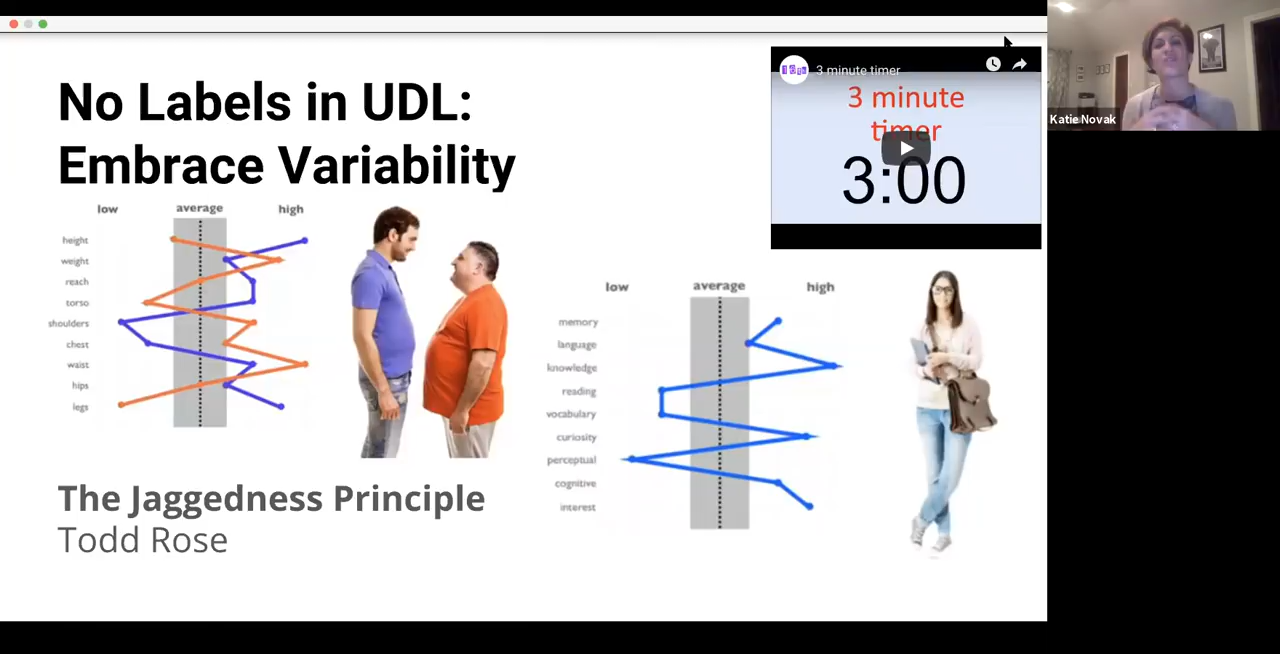 No Labels in UDL:
Embrace Variability
3 minute timer
3 minute
timer
3:00
Katie Novak
low average high
height
weight
reach
torso
shoulders
chest
waist
hips
legs
low average high
memory
language
knowledge
reading
vocabulary
curiosity
perceptual
cognitive
interest
The Jaggedness Principle
Todd Rose